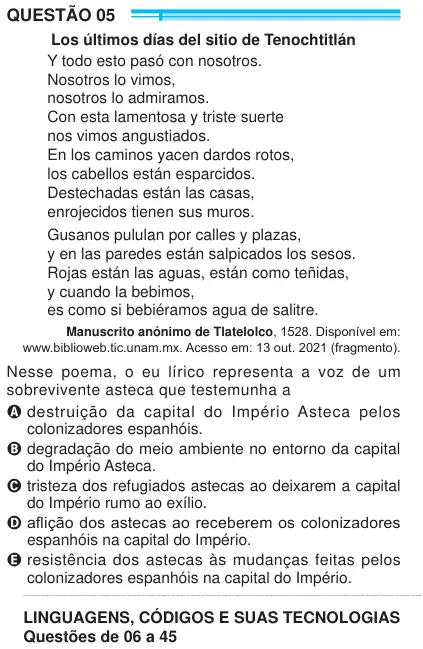 QUESTÃO 05
Los últimos días del sitio de Tenochtitlán
Y todo esto pasó con nosotros.
Nosotros lo vimos,
nosotros lo admiramos.
Con esta lamentosa y triste suerte
nos vimos angustiados.
En los caminos yacen dardos rotos,
los cabellos están esparcidos.
Destechadas están las casas,
enrojecidos tienen sus muros.
Gusanos pululan por calles y plazas,
y en las paredes están salpicados los sesos.
Rojas están las aguas, están como teñidas,
y cuando la bebimos,
es como si bebiéramos agua de salitre.
Manuscrito anónimo de Tlatelolco, 1528. Disponível em:
www.biblioweb.tic.unam.mx. Acesso em: 13 out. 2021 (fragmento).
Nesse poema, o eu lírico representa a voz de um
sobrevivente asteca que testemunha a
A destruição da capital do Império Asteca pelos
colonizadores espanhóis.
B degradação do meio ambiente no entorno da capital
do Império Asteca.
C tristeza dos refugiados astecas ao deixarem a capital
do Império rumo ao exílio.
D aflição dos astecas ao receberem os colonizadores
espanhóis na capital do Império.
E resistência dos astecas às mudanças feitas pelos
colonizadores espanhóis na capital do Império.
LINGUAGENS, CÓDIGOS E SUAS TECNOLOGIAS
Questões de 06 a 45